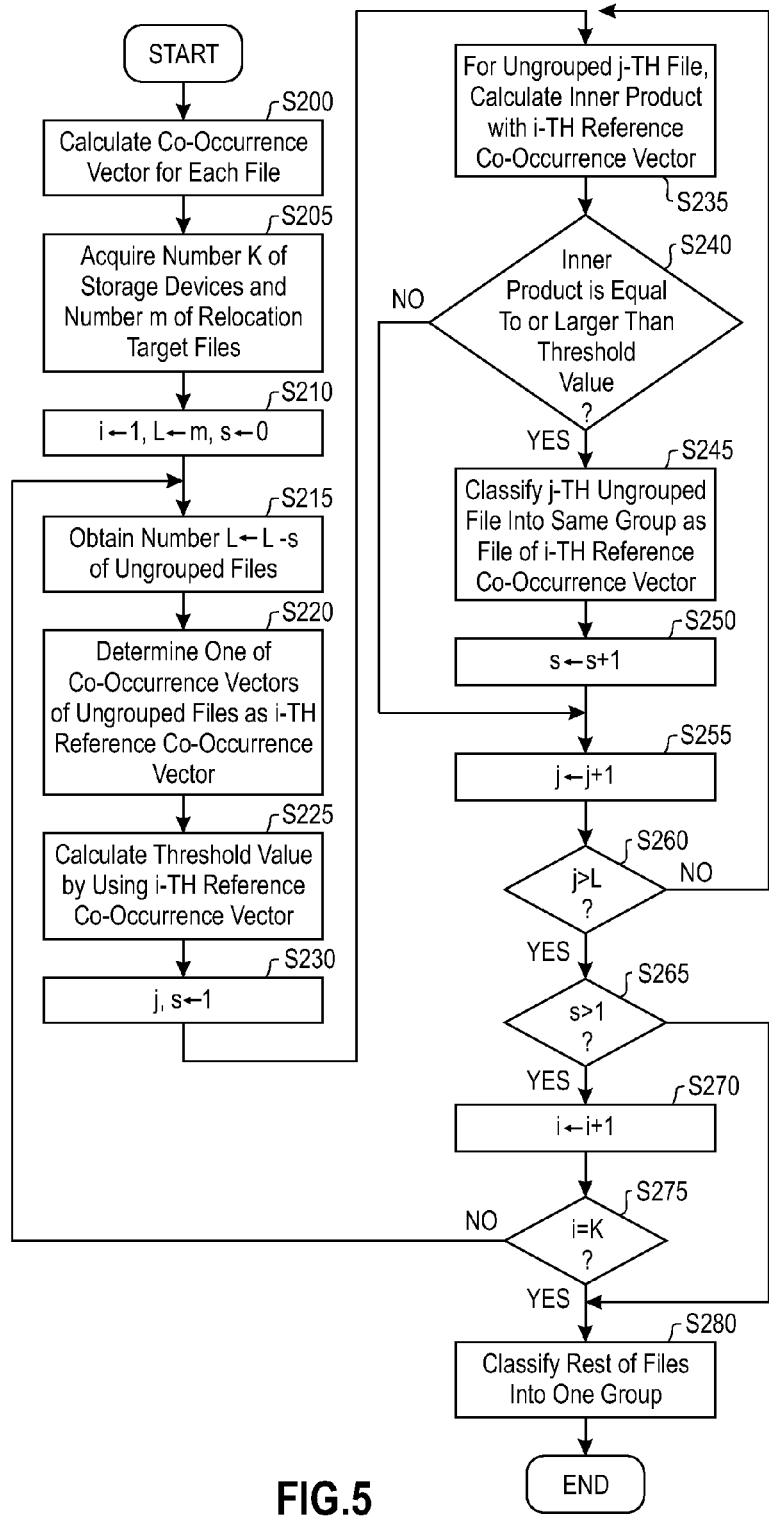 START
S200
Calculate Co-Occurrence
Vector for Each File
S205
Acquire Number K of
Storage Devices and
Number m of Relocation
Target Files
S210
i←1, L←m, s←0
S215
Obtain Number L←L -s
of Ungrouped Files
S220
Determine One of
Co-Occurrence Vectors
of Ungrouped Files as i-TH
Reference Co-Occurrence
Vector
S225
Calculate Threshold Value
by Using i-TH Reference
Co-Occurrence Vector
S230
j, s←1
For Ungrouped j-TH File,
Calculate Inner Product
with i-TH Reference
Co-Occurrence Vector
S235
S240
Inner
Product is Equal
To or Larger Than
Threshold
Value
?
NO
YES
S245
Classify j-TH Ungrouped
File Into Same Group as
File of i-TH Reference
Co-Occurrence Vector
S250
s←s+1
S255
j←j+1
S260
j>L
?
NO
YES
S265
s>1
?
YES
S270
i←i+1
S275
i=K
?
NO
YES
S280
Classify Rest of Files
Into One Group
END
FIG.5